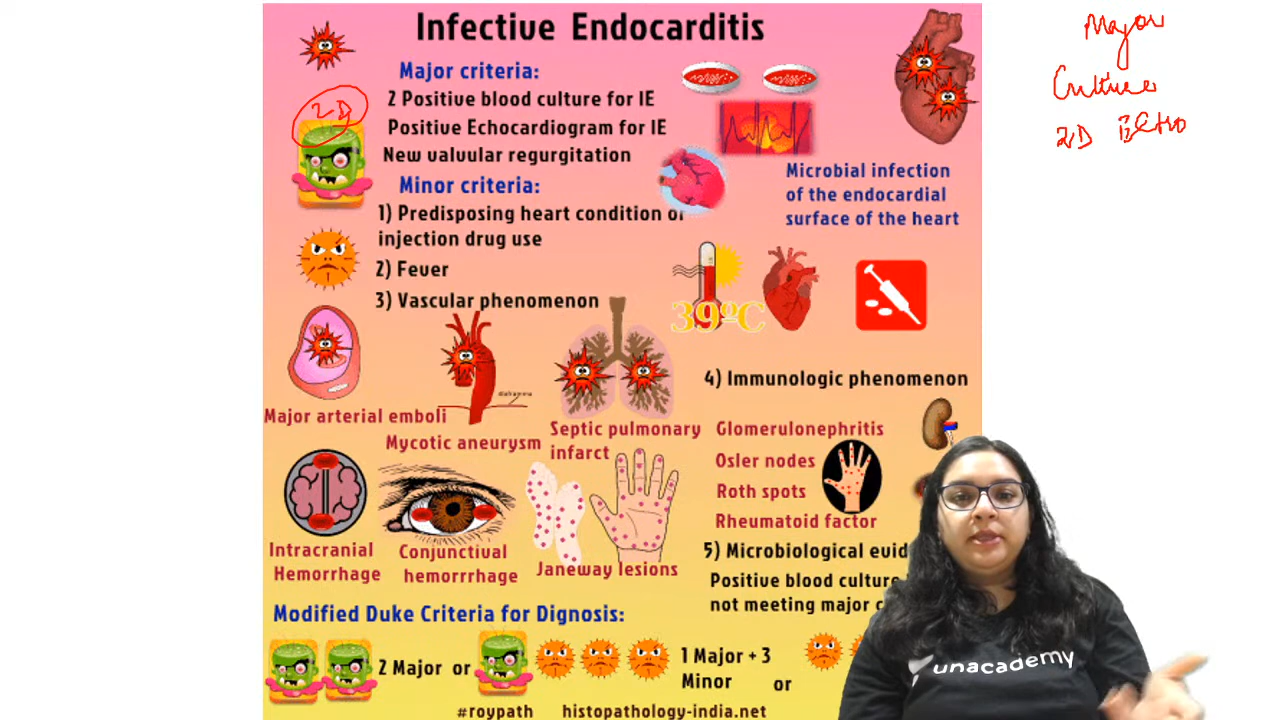 Infective Endocarditis
Major
Culture
2D Echo
Major criteria:
2 Positive blood culture for IE
2D
Positive Echocardiogram for IE
New valvular regurgitation
Microbial infection
of the endocardial
surface of the heart
Minor criteria:
1) Predisposing heart condition or
injection drug use
2) Fever
3) Vascular phenomenon
39ºC
4) Immunologic phenomenon
Major arterial emboli
Mycotic aneurysm
Septic pulmonary
infarct
Glomerulonephritis
Osler nodes
Roth spots
Rheumatoid factor
Intracranial
Hemorrhage
Conjunctival
hemorrrhage
Janeway lesions
5) Microbiological evid
Positive blood culture
not meeting major c
Modified Duke Criteria for Dignosis:
2 Major or
1 Major + 3
Minor or
#roypath histopathology-india.net
unacademy